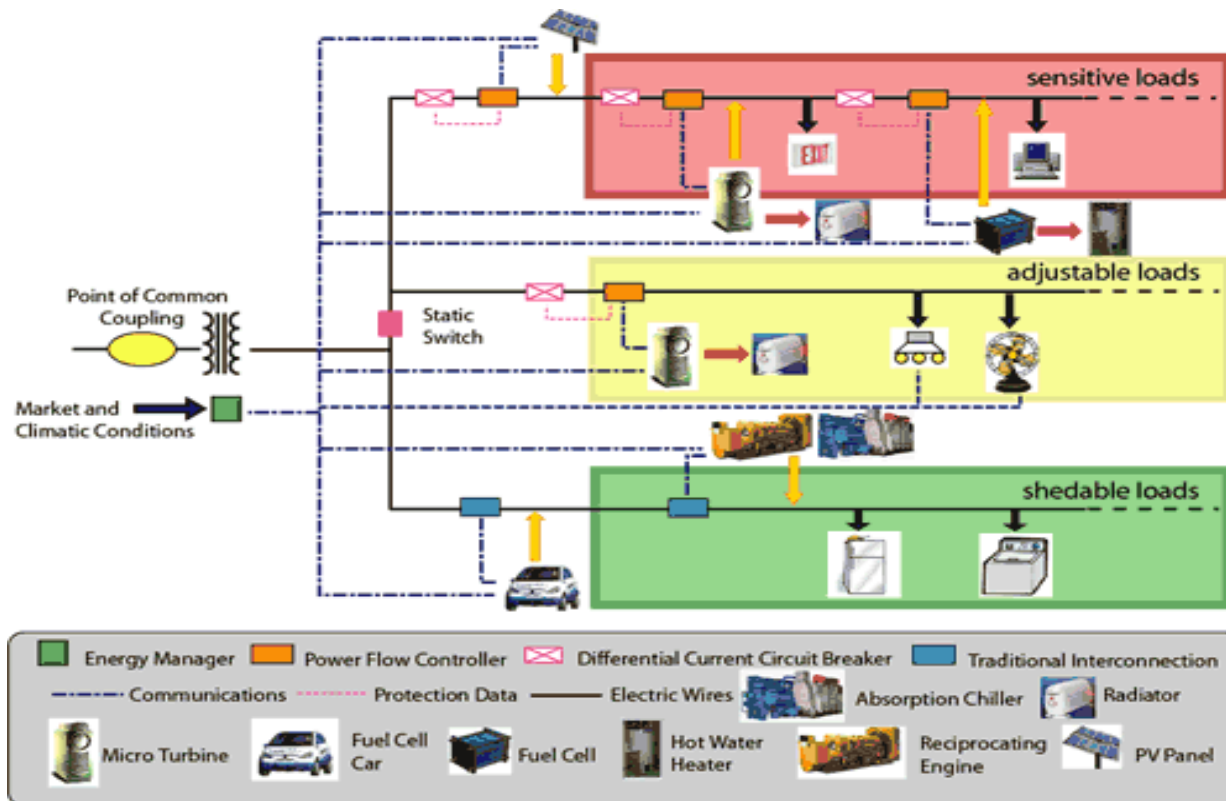 sensitive loads
EXIT
adjustable loads
Point of Common
Coupling
Static
Switch
Market and
Climatic Conditions
shedable loads
Energy Manager
Power Flow Controller
Differential Current Circuit Breaker
Traditional Interconnection
Communications
Protection Data
Electric Wires
Absorption Chiller
Radiator
Micro Turbine
Fuel Cell
Car
Fuel Cell
Hot Water
Heater
Reciprocating
Engine
PV Panel